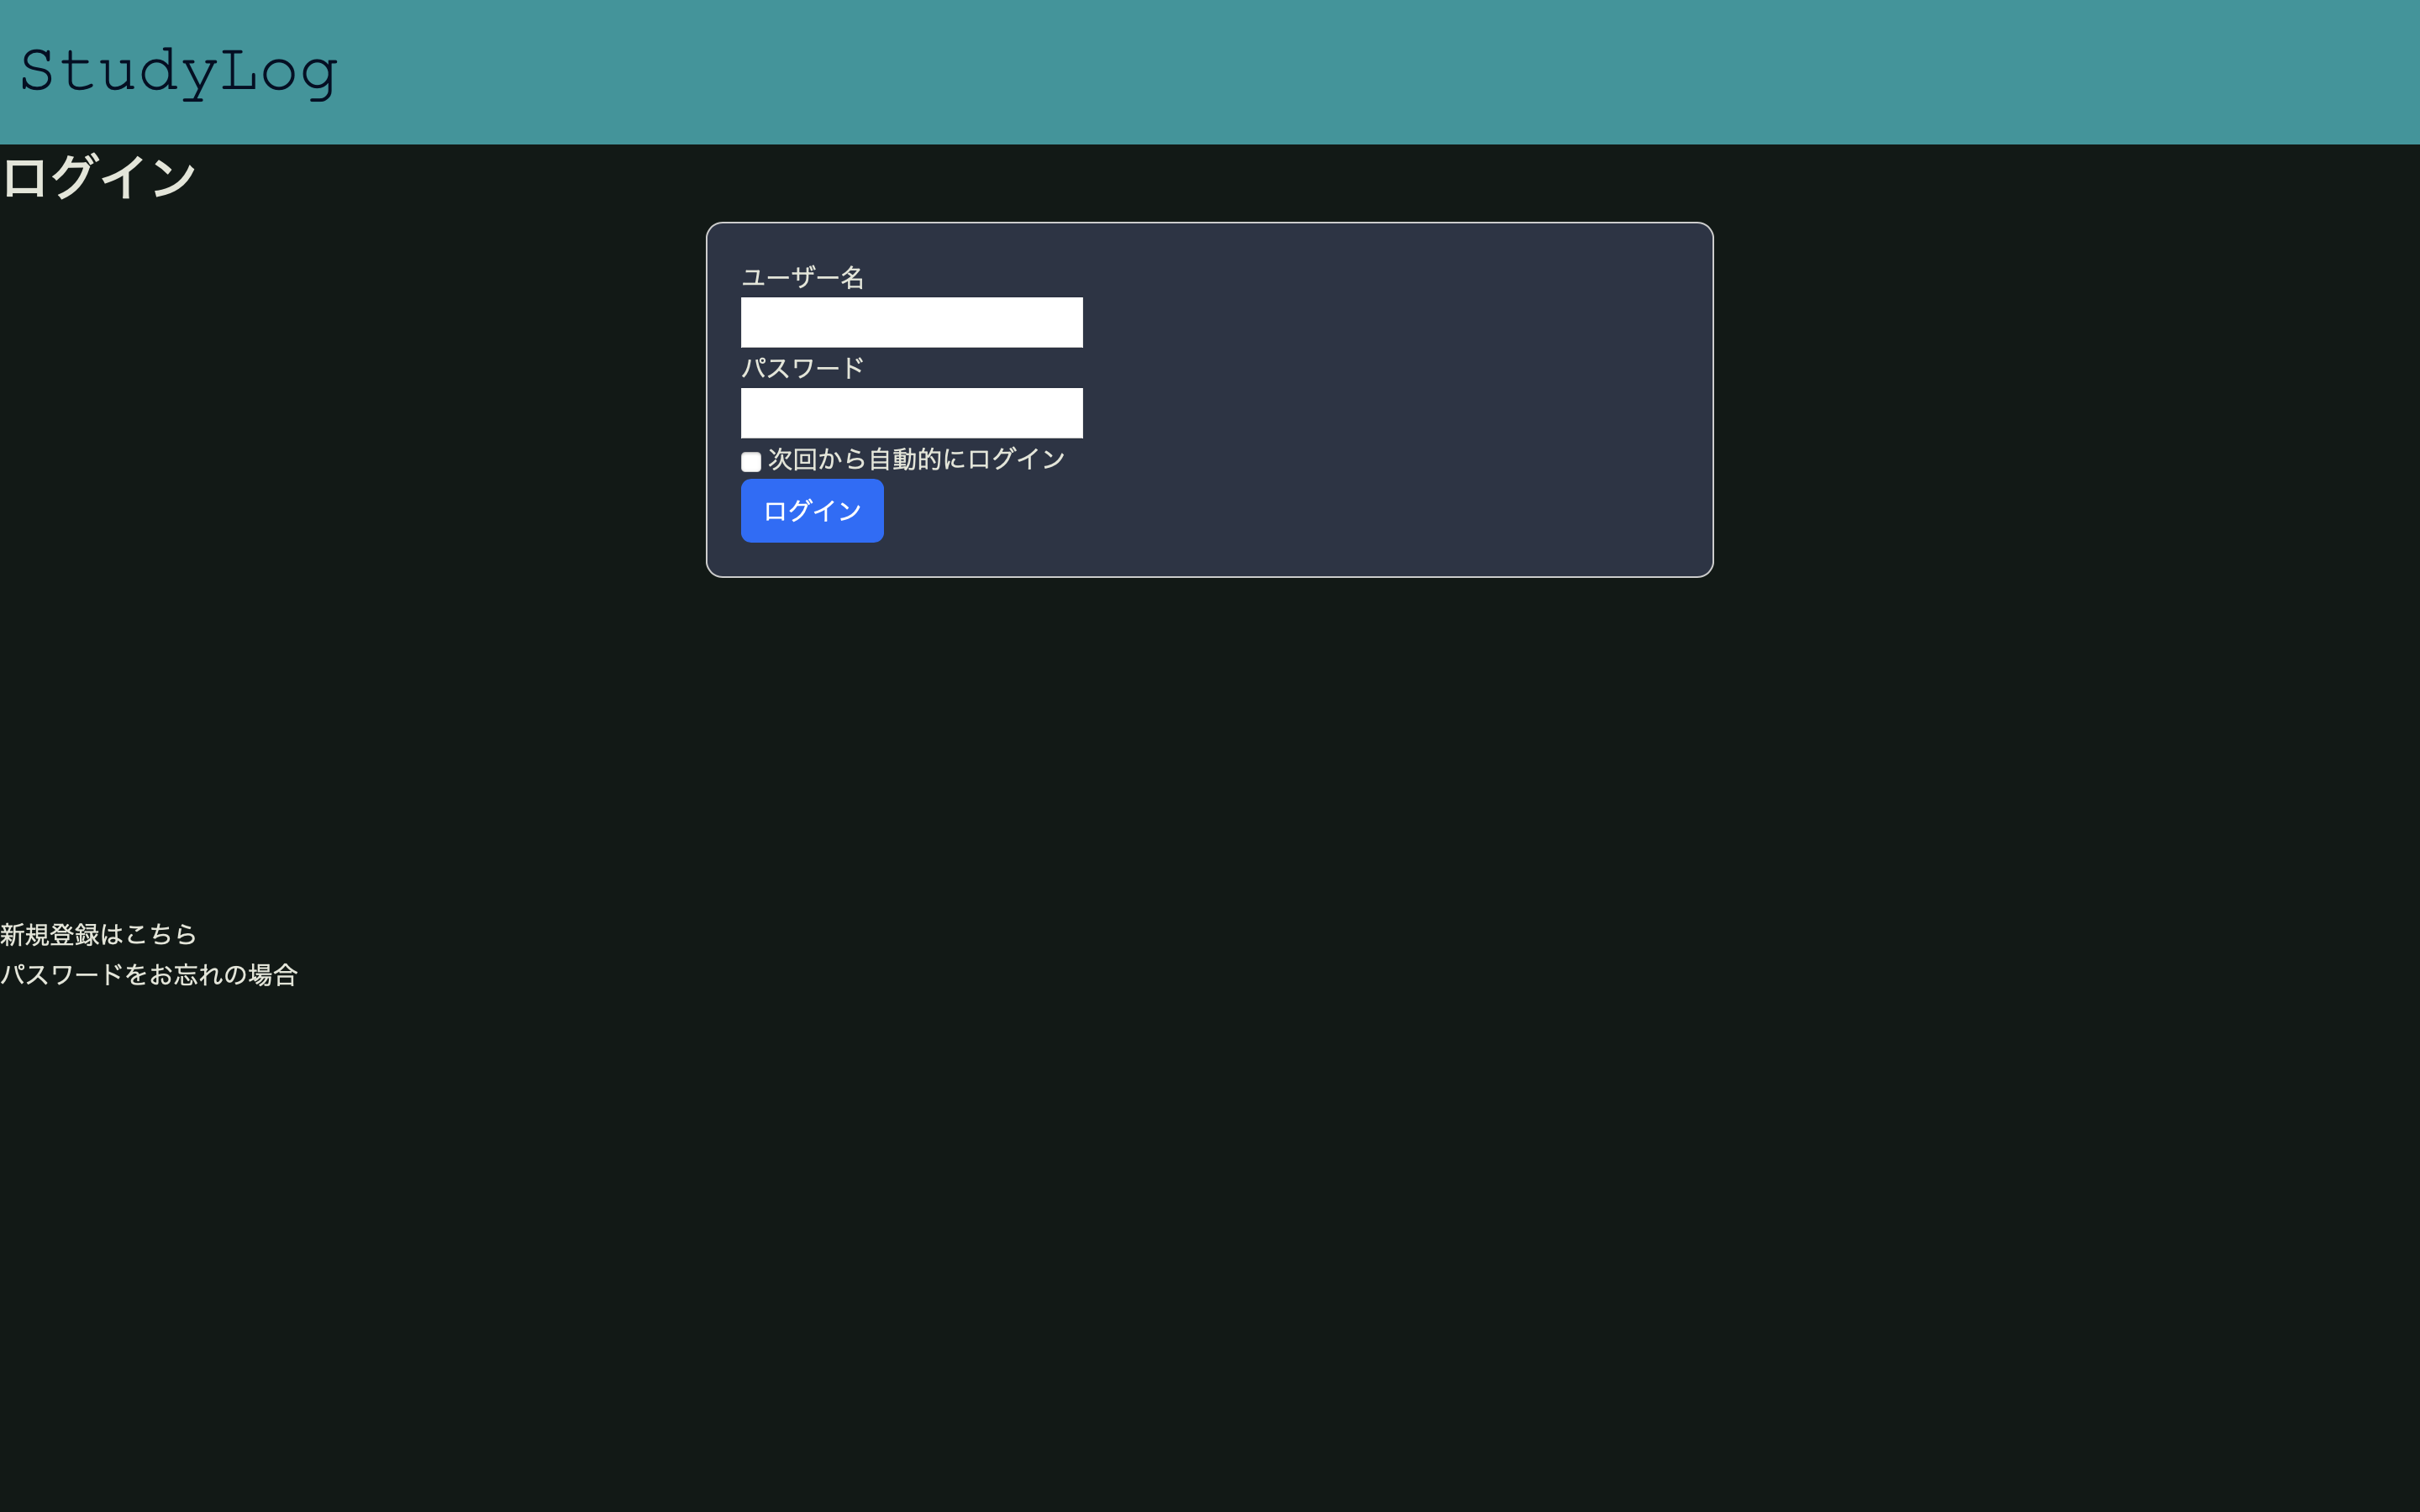 StudyLog
ログイン
ユーザー名
パスワード
次回から自動的にログイン
ログイン
新規登録はこちら
パスワードをお忘れの場合